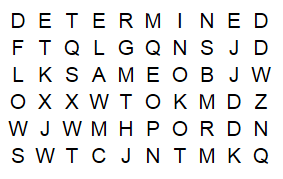 D E T E R M I N E D
F T Q L G Q N S J D
L K S A M E O B J W
O X X W T O K M D Z
W J W M H P O R D N
S W T C J N T M K Q